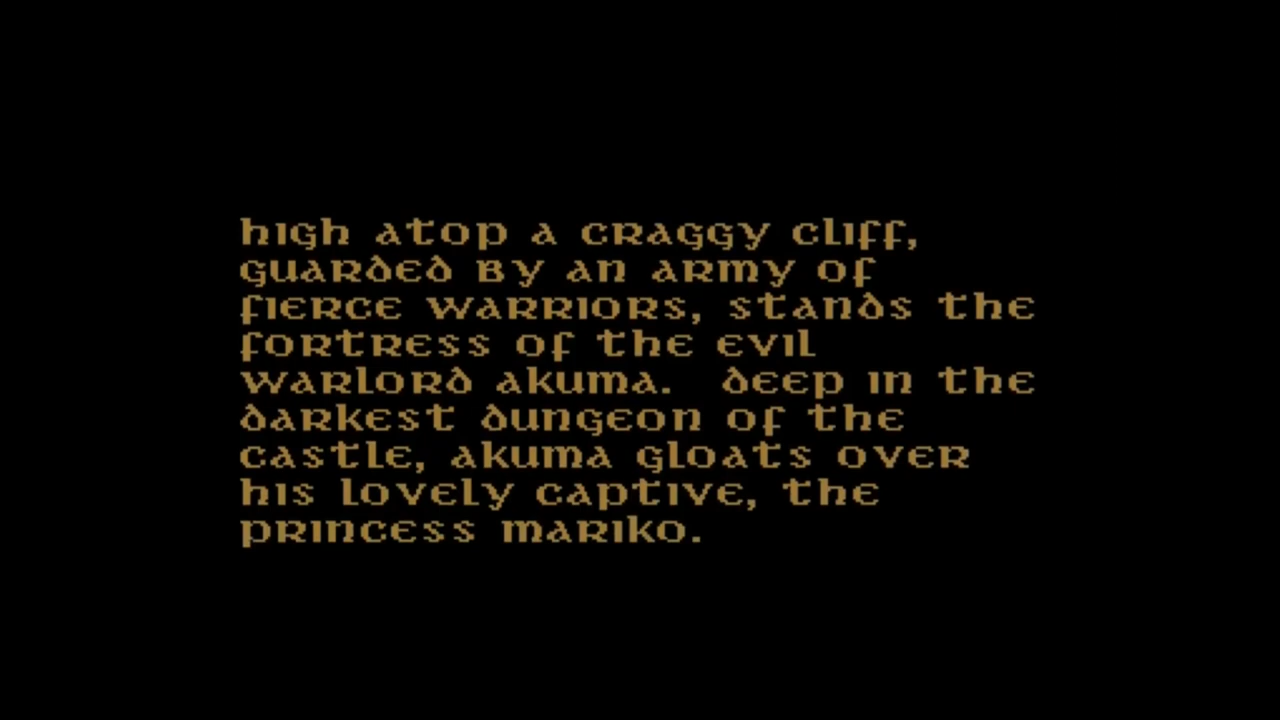 high atop a craggy cliff,
guarded by an army of
fierce warriors, stands the
fortress of the evil
warlord akuma.  deep in the
darkest dungeon of the
castle, akuma gloats over
his lovely captive, the
princess mariko.